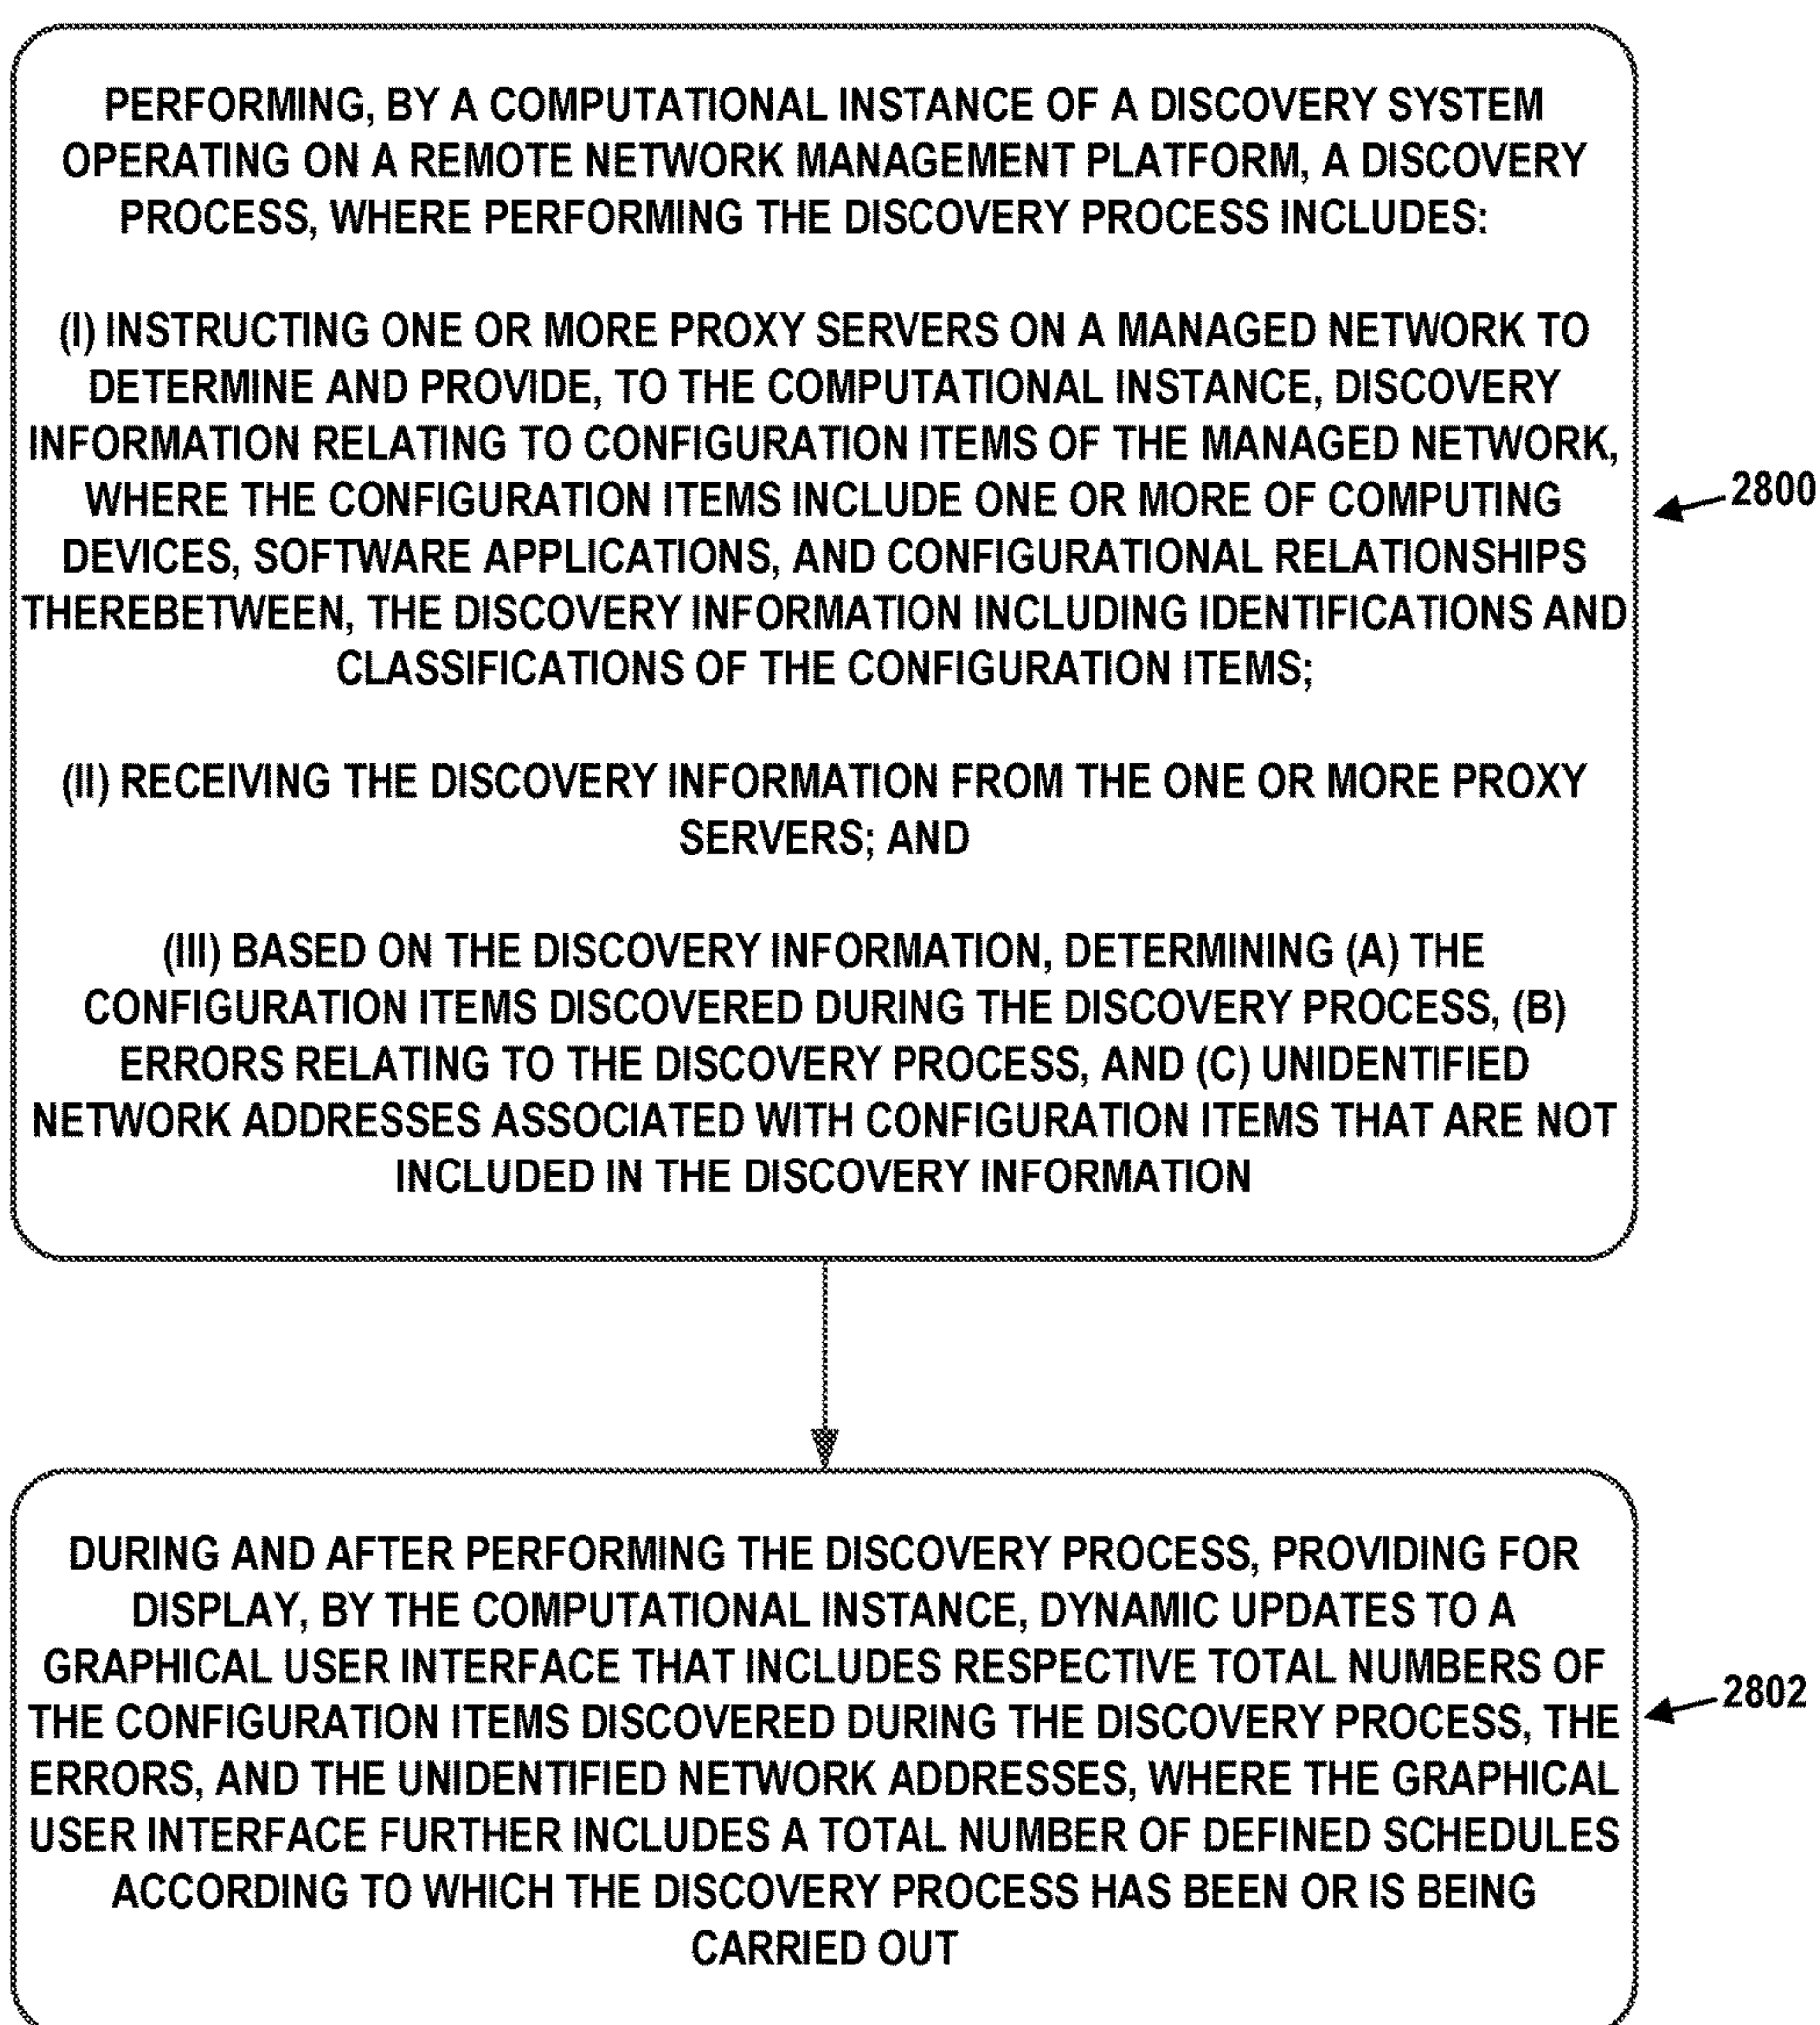 PERFORMING, BY A COMPUTATIONAL INSTANCE OF A DISCOVERY SYSTEM
OPERATING ON A REMOTE NETWORK MANAGEMENT PLATFORM, A DISCOVERY
PROCESS, WHERE PERFORMING THE DISCOVERY PROCESS INCLUDES:
(I) INSTRUCTING ONE OR MORE PROXY SERVERS ON A MANAGED NETWORK TO
DETERMINE AND PROVIDE, TO THE COMPUTATIONAL INSTANCE, DISCOVERY
INFORMATION RELATING TO CONFIGURATION ITEMS OF THE MANAGED NETWORK,
WHERE THE CONFIGURATION ITEMS INCLUDE ONE OR MORE OF COMPUTING
DEVICES, SOFTWARE APPLICATIONS, AND CONFIGURATIONAL RELATIONSHIPS
THEREBETWEEN, THE DISCOVERY INFORMATION INCLUDING IDENTIFICATIONS AND
CLASSIFICATIONS OF THE CONFIGURATION ITEMS;
(II) RECEIVING THE DISCOVERY INFORMATION FROM THE ONE OR MORE PROXY
SERVERS; AND
(III) BASED ON THE DISCOVERY INFORMATION, DETERMINING (A) THE
CONFIGURATION ITEMS DISCOVERED DURING THE DISCOVERY PROCESS, (B)
ERRORS RELATING TO THE DISCOVERY PROCESS, AND (C) UNIDENTIFIED
NETWORK ADDRESSES ASSOCIATED WITH CONFIGURATION ITEMS THAT ARE NOT
INCLUDED IN THE DISCOVERY INFORMATION
2800
DURING AND AFTER PERFORMING THE DISCOVERY PROCESS, PROVIDING FOR
DISPLAY, BY THE COMPUTATIONAL INSTANCE, DYNAMIC UPDATES TO A
GRAPHICAL USER INTERFACE THAT INCLUDES RESPECTIVE TOTAL NUMBERS OF
THE CONFIGURATION ITEMS DISCOVERED DURING THE DISCOVERY PROCESS, THE
ERRORS, AND THE UNIDENTIFIED NETWORK ADDRESSES, WHERE THE GRAPHICAL
USER INTERFACE FURTHER INCLUDES A TOTAL NUMBER OF DEFINED SCHEDULES
ACCORDING TO WHICH THE DISCOVERY PROCESS HAS BEEN OR IS BEING
CARRIED OUT
2802